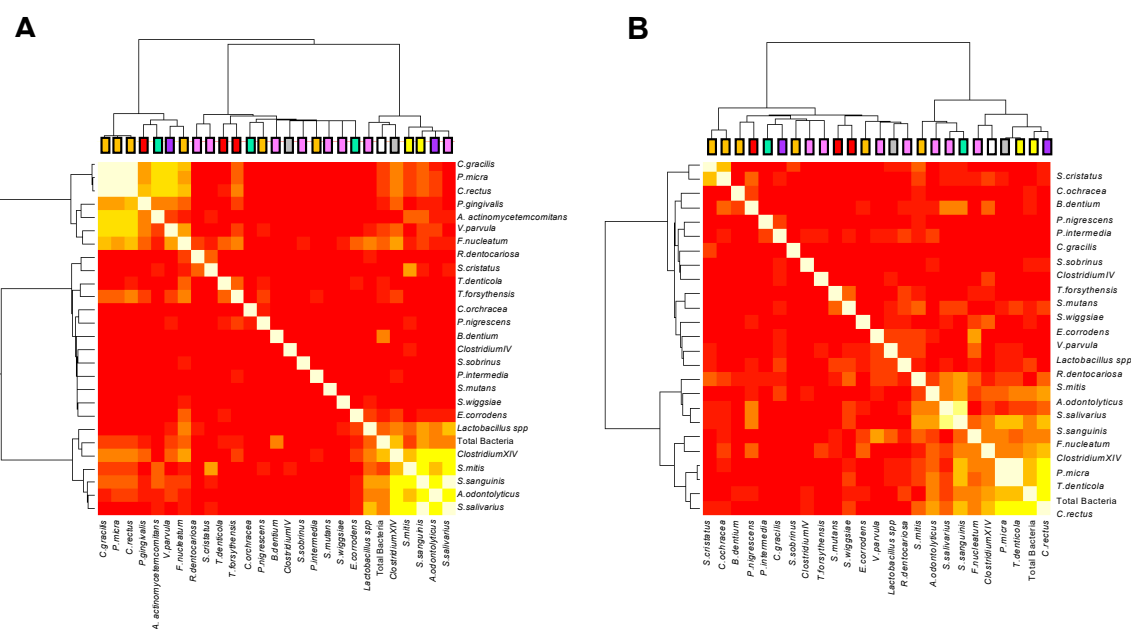 A
B
C.gracilis
P.micra
C.rectus
P.gingivalis
A. actinomycetemcomitans
V.parvula
F.nucleatum
R.dentocariosa
S.cristatus
T.denticola
T.forsythensis
C.orchracea
P.nigrescens
B.dentium
ClostridiumIV
S.sobrinus
P.intermedia
S.mutans
S.wiggsiae
E.corrodens
Lactobacillus spp
Total Bacteria
ClostridiumXIV
S.mitis
S.sanguinis
A.odontolyticus
S.salivarius
C.gracilis
P.micra
C.rectus
P.gingivalis
A. actinomycetemcomitans
V.parvula
F.nucleatum
R.dentocariosa
S.cristatus
T.denticola
T.forsythensis
C.orchracea
P.nigrescens
B.dentium
ClostridiumIV
S.sobrinus
P.intermedia
S.mutans
S.wiggsiae
E.corrodens
Lactobacillus spp
Total Bacteria
ClostridiumXIV
S.mitis
S.sanguinis
A.odontolyticus
S.salivarius
S.cristatus
C.ochracea
B.dentium
P.nigrescens
P.intermedia
C.gracilis
S.sobrinus
ClostridiumIV
T.forsythensis
S.mutans
S.wiggsiae
E.corrodens
V.parvula
Lactobacillus spp
R.dentocariosa
S.mitis
A.odontolyticus
S.salivarius
S.sanguinis
F.nucleatum
ClostridiumXIV
P.micra
T.denticola
Total Bacteria
C.rectus
S.cristatus
C.ochracea
B.dentium
P.nigrescens
P.intermedia
C.gracilis
S.sobrinus
ClostridiumIV
T.forsythensis
S.mutans
S.wiggsiae
E.corrodens
V.parvula
Lactobacillus spp
R.dentocariosa
S.mitis
A.odontolyticus
S.salivarius
S.sanguinis
F.nucleatum
ClostridiumXIV
P.micra
T.denticola
Total Bacteria
C.rectus